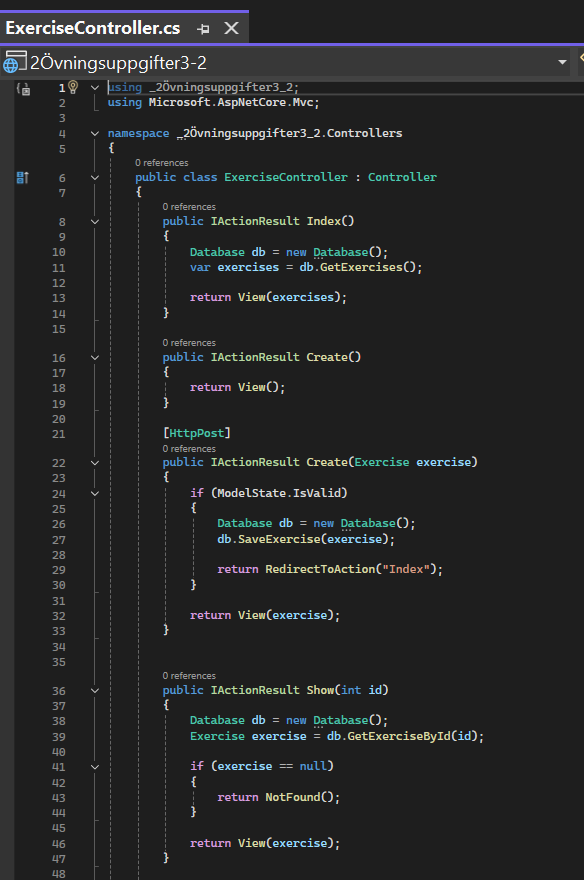 ExerciseController.cs
2Övningsuppgifter3-2
1 using _2Övningsuppgifter3_2;
2 using Microsoft.AspNetCore.Mvc;
3
4 namespace _2Övningsuppgifter3_2.Controllers
5 {
0 references
6 public class ExerciseController : Controller
7 {
0 references
8 public IActionResult Index()
9 {
10 Database db = new Database();
11 var exercises = db.GetExercises();
12
13 return View(exercises);
14 }
15
0 references
16 public IActionResult Create()
17 {
18 return View();
19 }
20
21 [HttpPost]
0 references
22 public IActionResult Create(Exercise exercise)
23 {
24 if (ModelState.IsValid)
25 {
26 Database db = new Database();
27 db.SaveExercise(exercise);
28
29 return RedirectToAction("Index");
30 }
31
32 return View(exercise);
33 }
34
35
0 references
36 public IActionResult Show(int id)
37 {
38 Database db = new Database();
39 Exercise exercise = db.GetExerciseById(id);
40
41 if (exercise == null)
42 {
43 return NotFound();
44 }
45
46 return View(exercise);
47 }
48